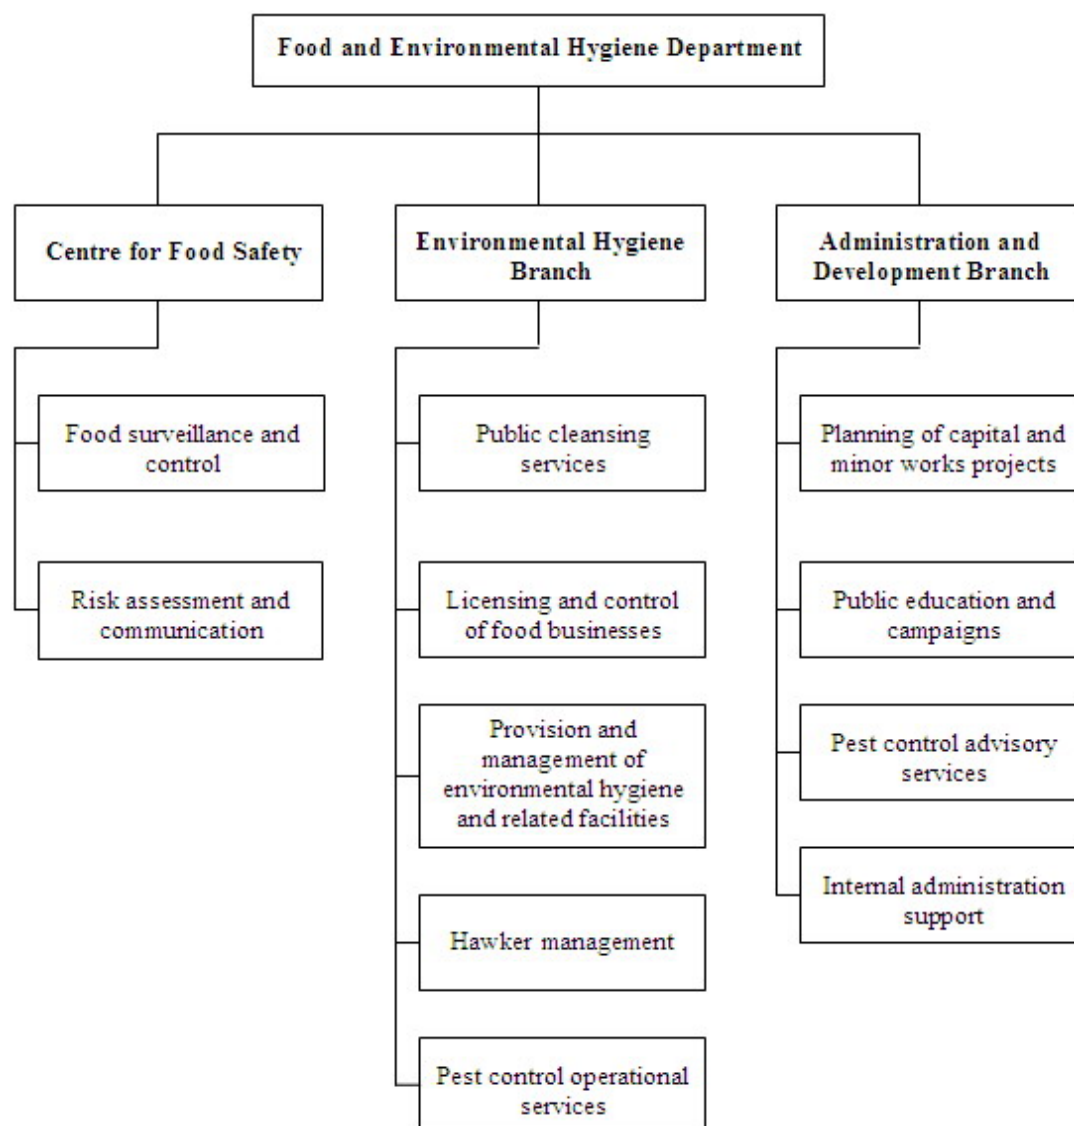 Food and Environmental Hygiene Department
Centre for Food Safety
Environmental Hygiene
Branch
Administration and
Development Branch
Food surveillance and
control
Risk assessment and
communication
Public cleansing
services
Licensing and control
of food businesses
Provision and
management of
environmental hygiene
and related facilities
Hawker management
Pest control operational
services
Planning of capital and
minor works projects
Public education and
campaigns
Pest control advisory
services
Internal administration
support